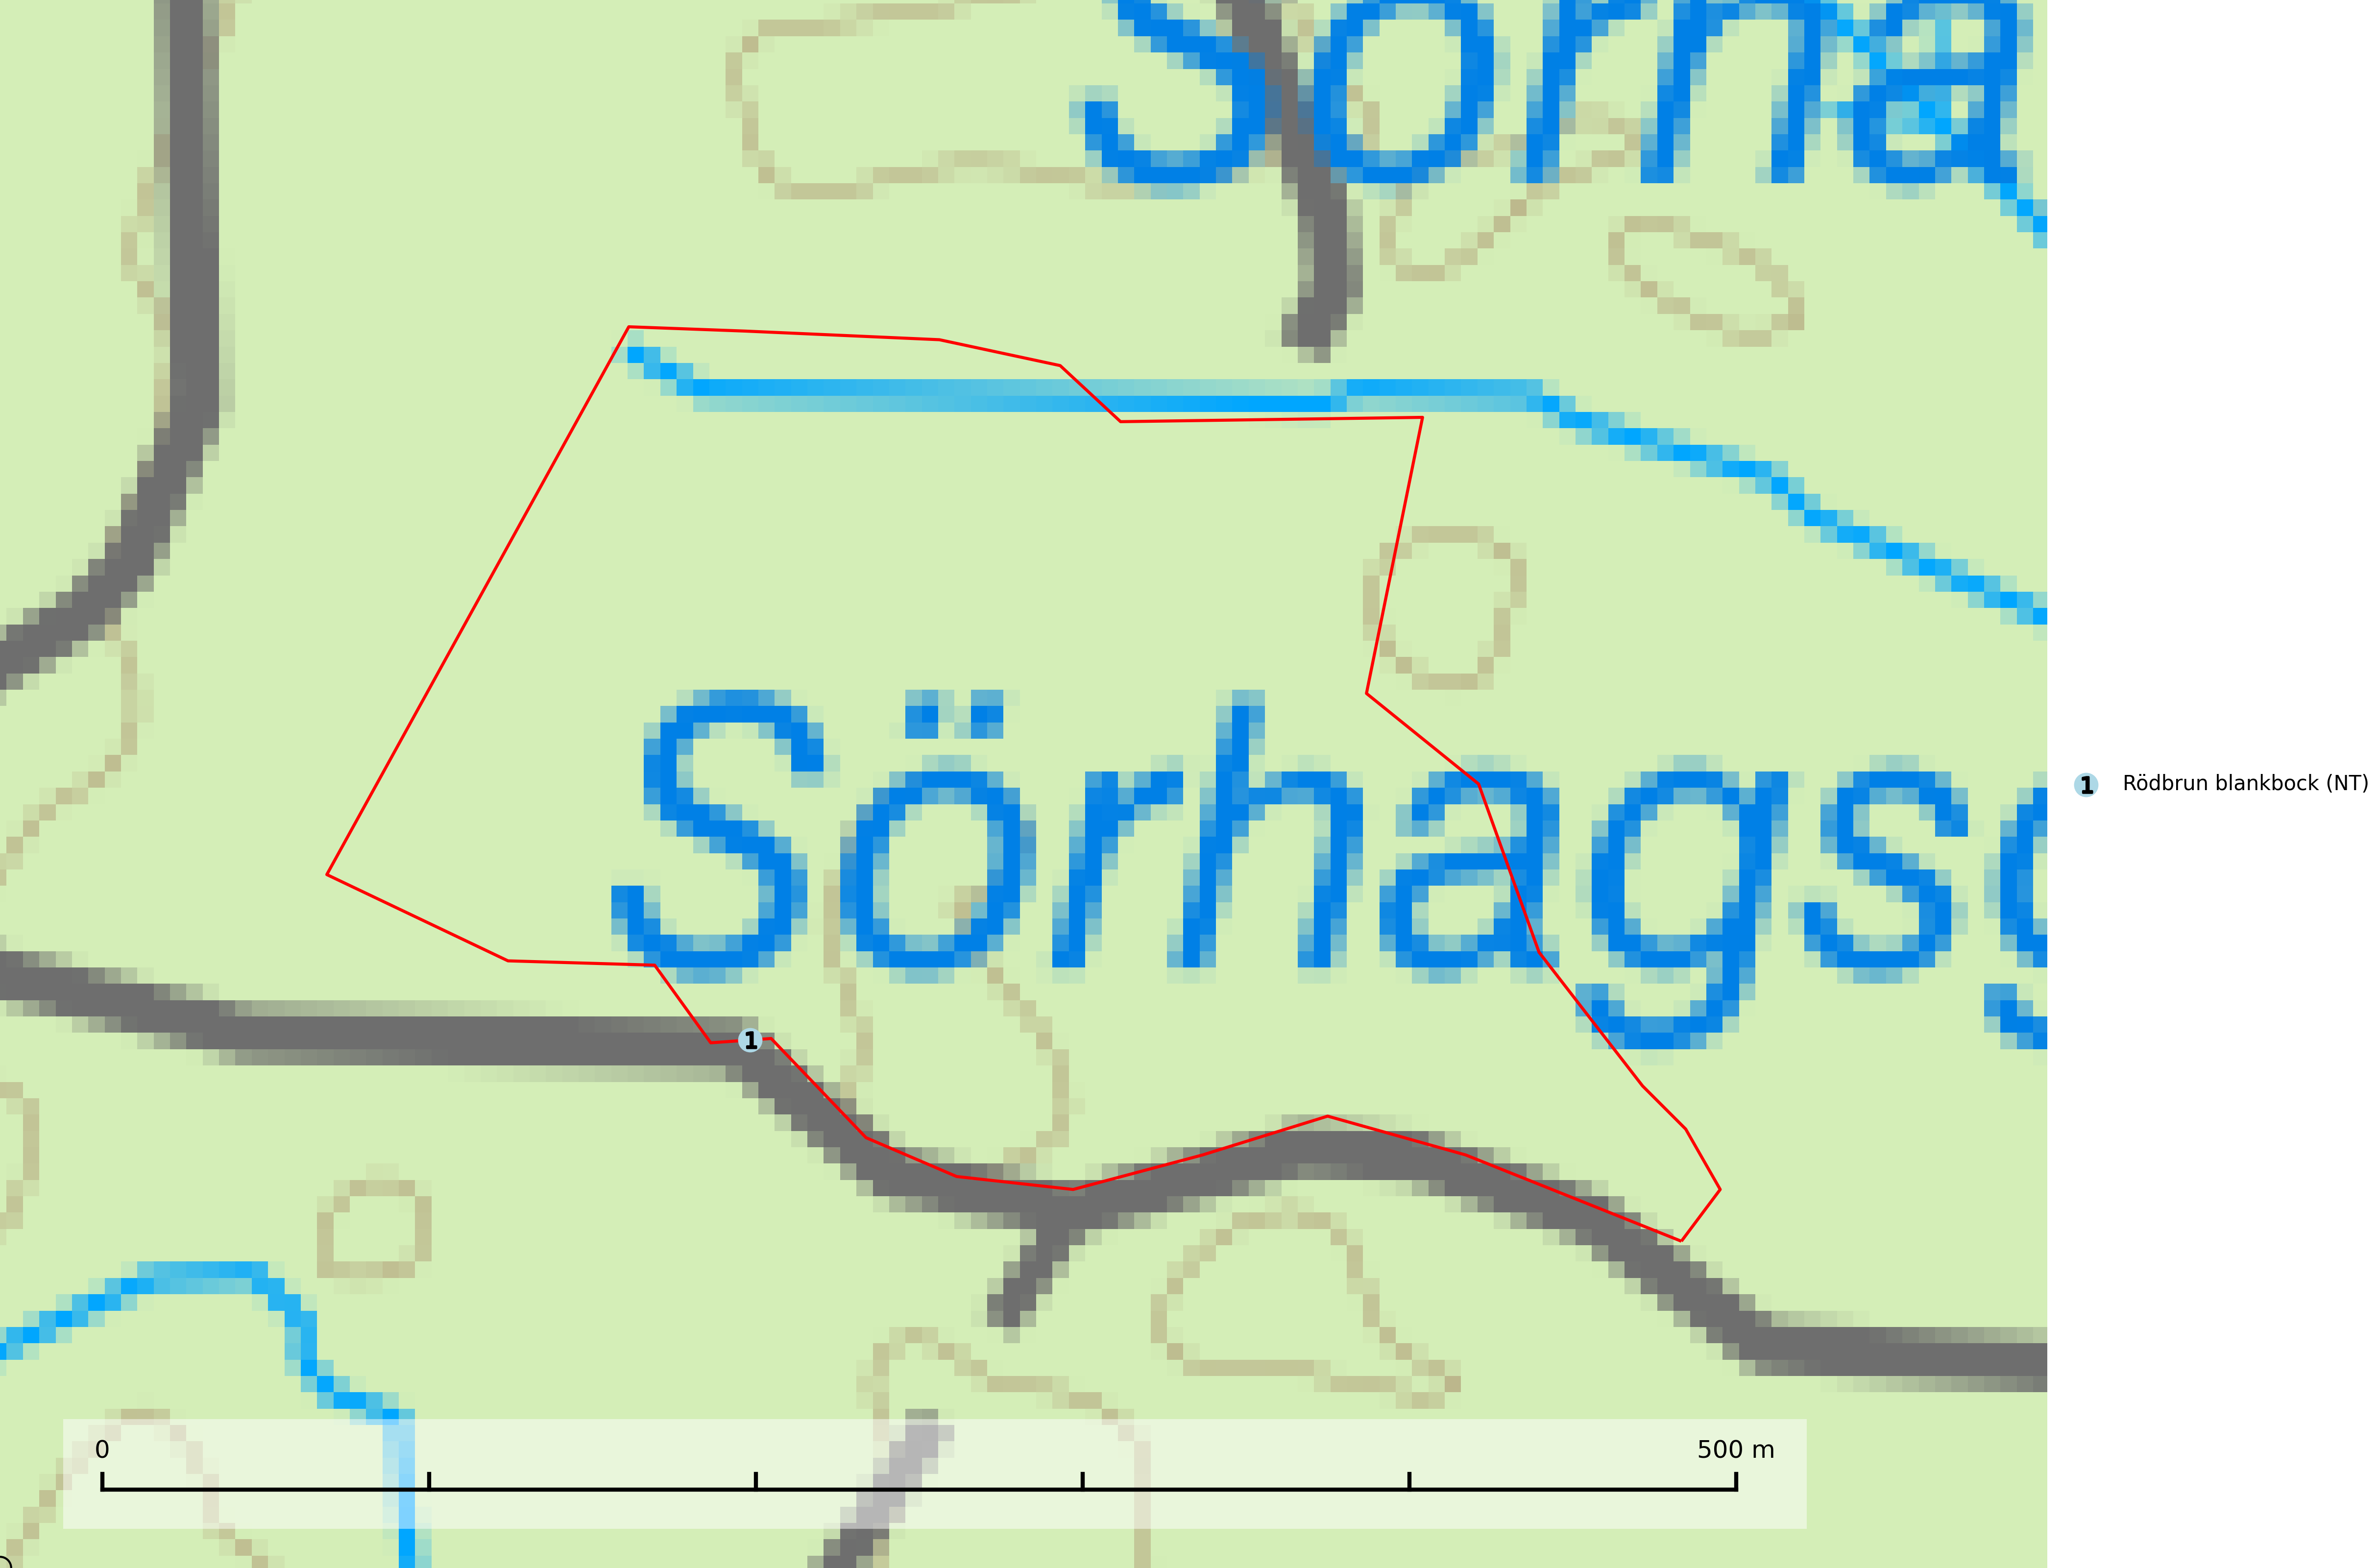 Sörhags
1 Rödbrun blankbock (NT)
1
0 500 m